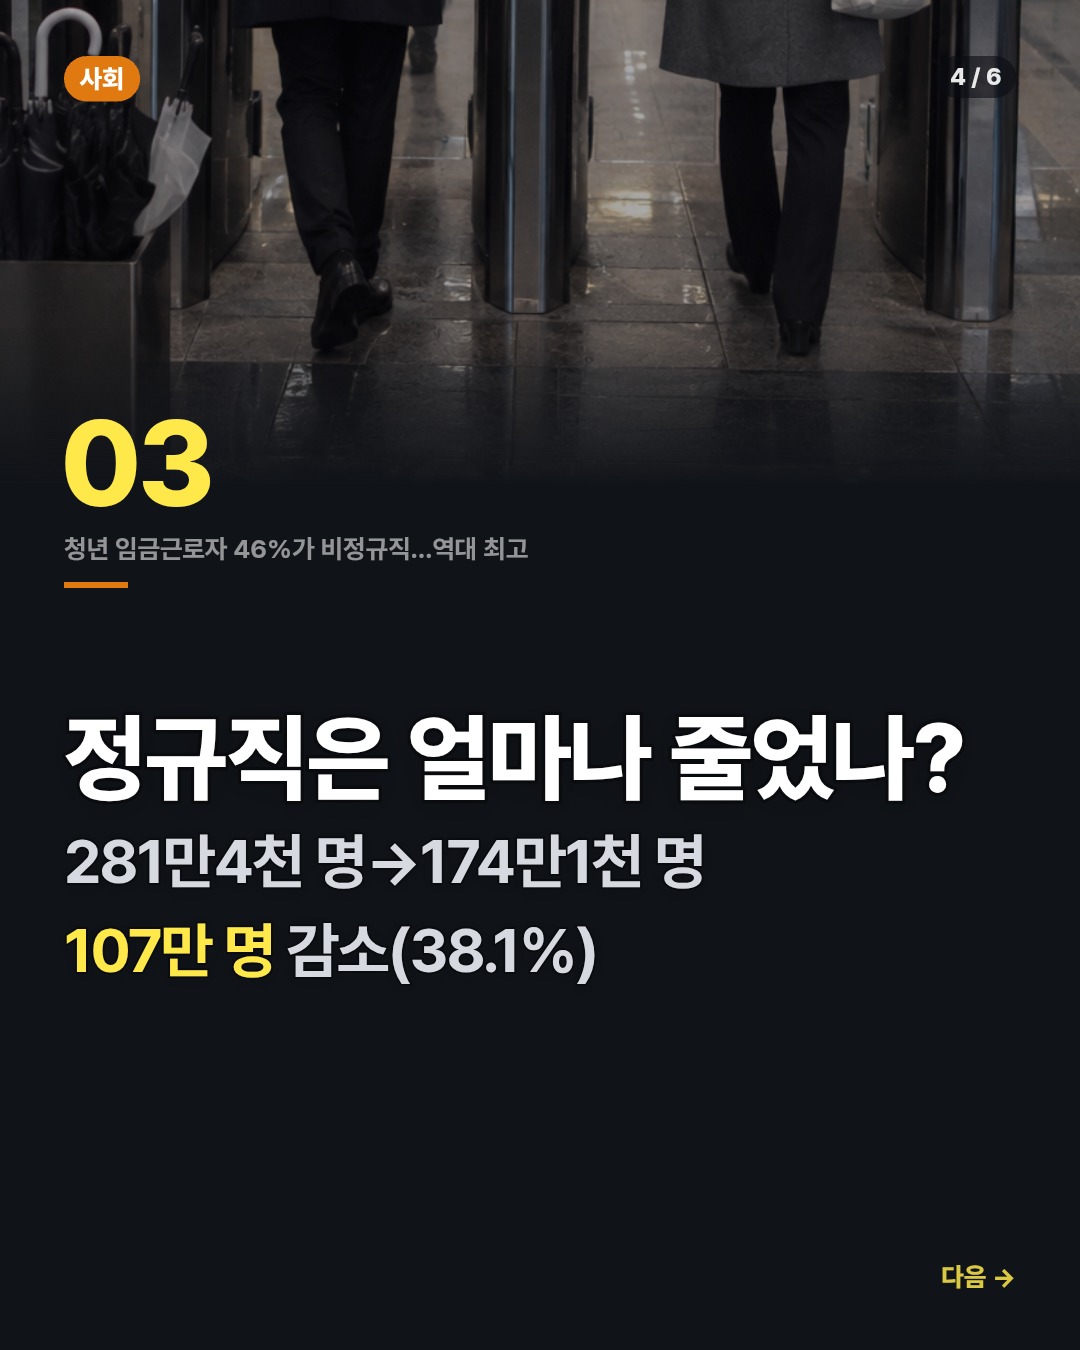 사회
4 / 6
03
청년 임금근로자 46%가 비정규직...역대 최고
정규직은 얼마나 줄었나?
281만4천 명→174만1천 명
107만 명 감소(38.1%)
다음 →